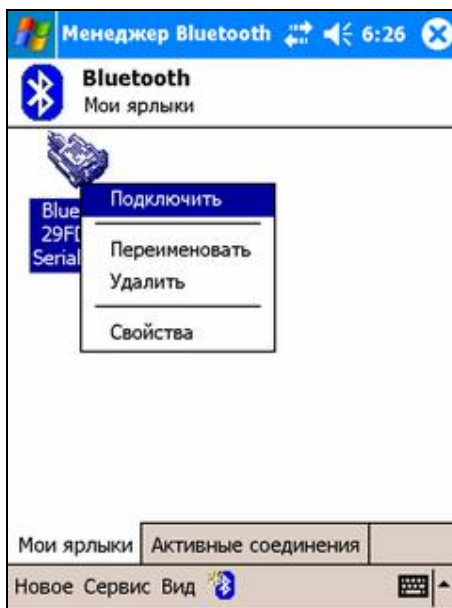 Менеджер Bluetooth 6:26
Bluetooth
Мои ярлыки
Blue
Подключить
29F
Serial
Переименовать
Удалить
Свойства
Мои ярлыки Активные соединения
Новое Сервис Вид